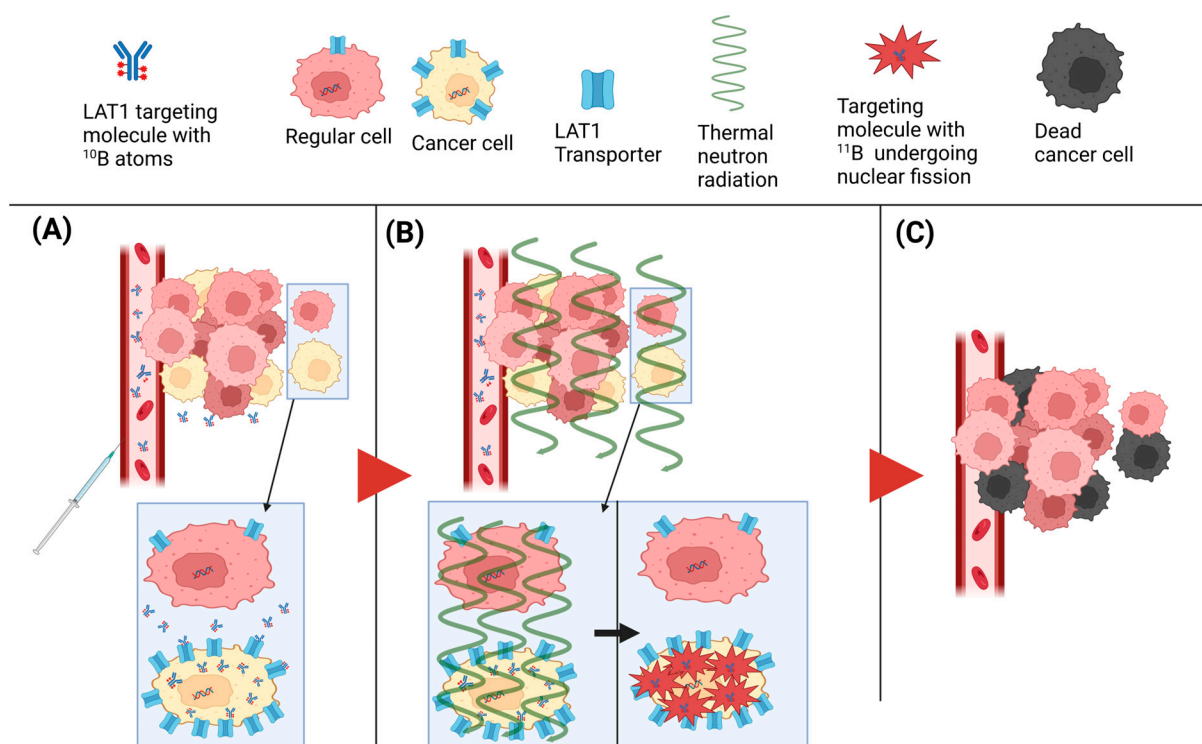 LAT1 targeting
molecule with
¹⁰B atoms
Regular cell
Cancer cell
LAT1
Transporter
Thermal
neutron
radiation
Targeting
molecule with
¹¹B undergoing
nuclear fission
Dead
cancer cell
(A)
(B)
(C)